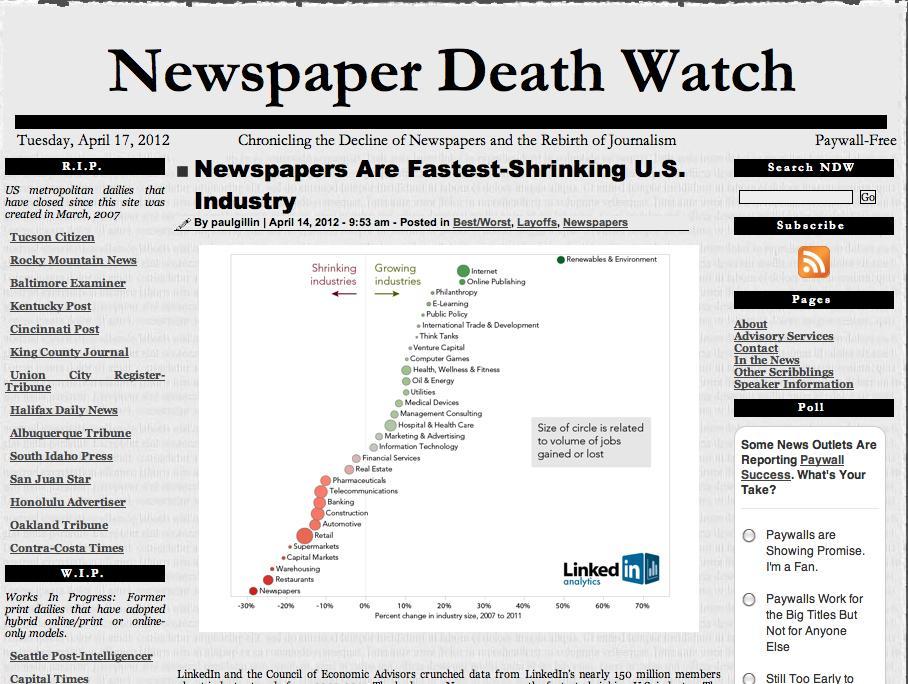 Newspaper Death Watch
Tuesday, April 17, 2012
Chronicling the Decline of Newspapers and the Rebirth of Journalism
Paywall-Free
R.I.P.
US metropolitan dailies that
have closed since this site was
created in March, 2007
Tucson Citizen
Rocky Mountain News
Baltimore Examiner
Kentucky Post
Cincinnati Post
King County Journal
Union City Register-
Tribune
Halifax Daily News
Albuquerque Tribune
South Idaho Press
San Juan Star
Honolulu Advertiser
Oakland Tribune
Contra-Costa Times
W.I.P.
Works In Progress: Former
print dailies that have adopted
hybrid online/print or online-
only models.
Seattle Post-Intelligencer
Capital Times
Newspapers Are Fastest-Shrinking U.S.
Industry
By paulgillin | April 14, 2012 - 9:53 am - Posted in Best/Worst, Layoffs, Newspapers
Shrinking
industries
Growing
industries
Renewables & Environment
Internet
Online Publishing
Philanthropy
E-Learning
Public Policy
International Trade & Development
Think Tanks
Venture Capital
Computer Games
Health, Wellness & Fitness
Oil & Energy
Utilities
Medical Devices
Management Consulting
Hospital & Health Care
Marketing & Advertising
Information Technology
Financial Services
Real Estate
Pharmaceuticals
Telecommunications
Banking
Construction
Automotive
Retail
Supermarkets
Capital Markets
Warehousing
Restaurants
Newspapers
Size of circle is related
to volume of jobs
gained or lost
Linked in
analytics
-30% -20% -10% 0% 10% 20% 30% 40% 50% 60% 70%
Percent change in industry size, 2007 to 2011
LinkedIn and the Council of Economic Advisors crunched data from LinkedIn's nearly 150 million members
Search NDW
Go
Subscribe
Pages
About
Advisory Services
Contact
In the News
Other Scribblings
Speaker Information
Poll
Some News Outlets Are
Reporting Paywall
Success. What's Your
Take?
Paywalls are
Showing Promise.
I'm a Fan.
Paywalls Work for
the Big Titles But
Not for Anyone
Else
Still Too Early to